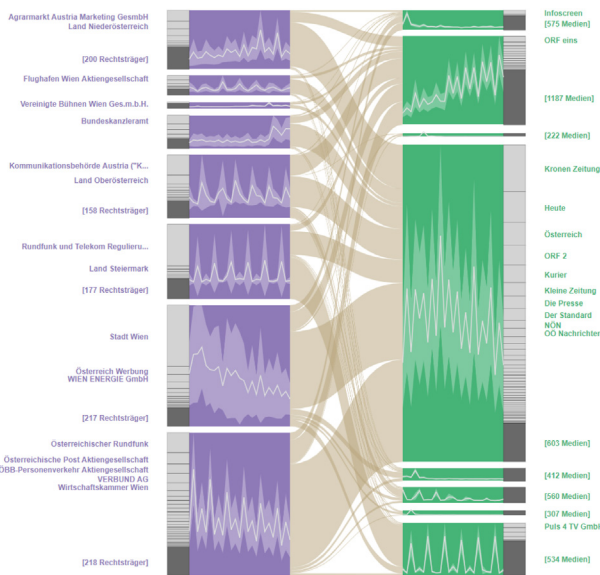 Agrarmarkt Austria Marketing GesmbH
Land Niederösterreich
[200 Rechtsträger]
Flughafen Wien Aktiengesellschaft
Vereinigte Bühnen Wien Ges.m.b.H.
Bundeskanzleramt
Kommunikationsbehörde Austria ("K...
Land Oberösterreich
[158 Rechtsträger]
Rundfunk und Telekom Regulieru...
Land Steiermark
[177 Rechtsträger]
Stadt Wien
Österreich Werbung
WIEN ENERGIE GmbH
[217 Rechtsträger]
Österreichischer Rundfunk
Österreichische Post Aktiengesellschaft
ÖBB-Personenverkehr Aktiengesellschaft
VERBUND AG
Wirtschaftskammer Wien
[218 Rechtsträger]
Infoscreen
[575 Medien]
ORF eins
[1187 Medien]
[222 Medien]
Kronen Zeitung
Heute
Österreich
ORF 2
Kurier
Kleine Zeitung
Die Presse
Der Standard
NÖN
OÖ Nachrichten
[603 Medien]
[412 Medien]
[560 Medien]
[307 Medien]
Puls 4 TV GmbH
[534 Medien]